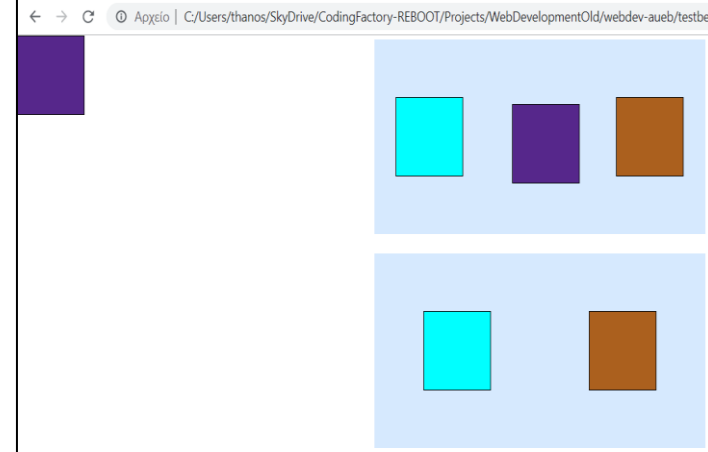 Αρχείο | C:/Users/thanos/SkyDrive/CodingFactory-REBOOT/Projects/WebDevelopmentOld/webdev-aueb/testbe